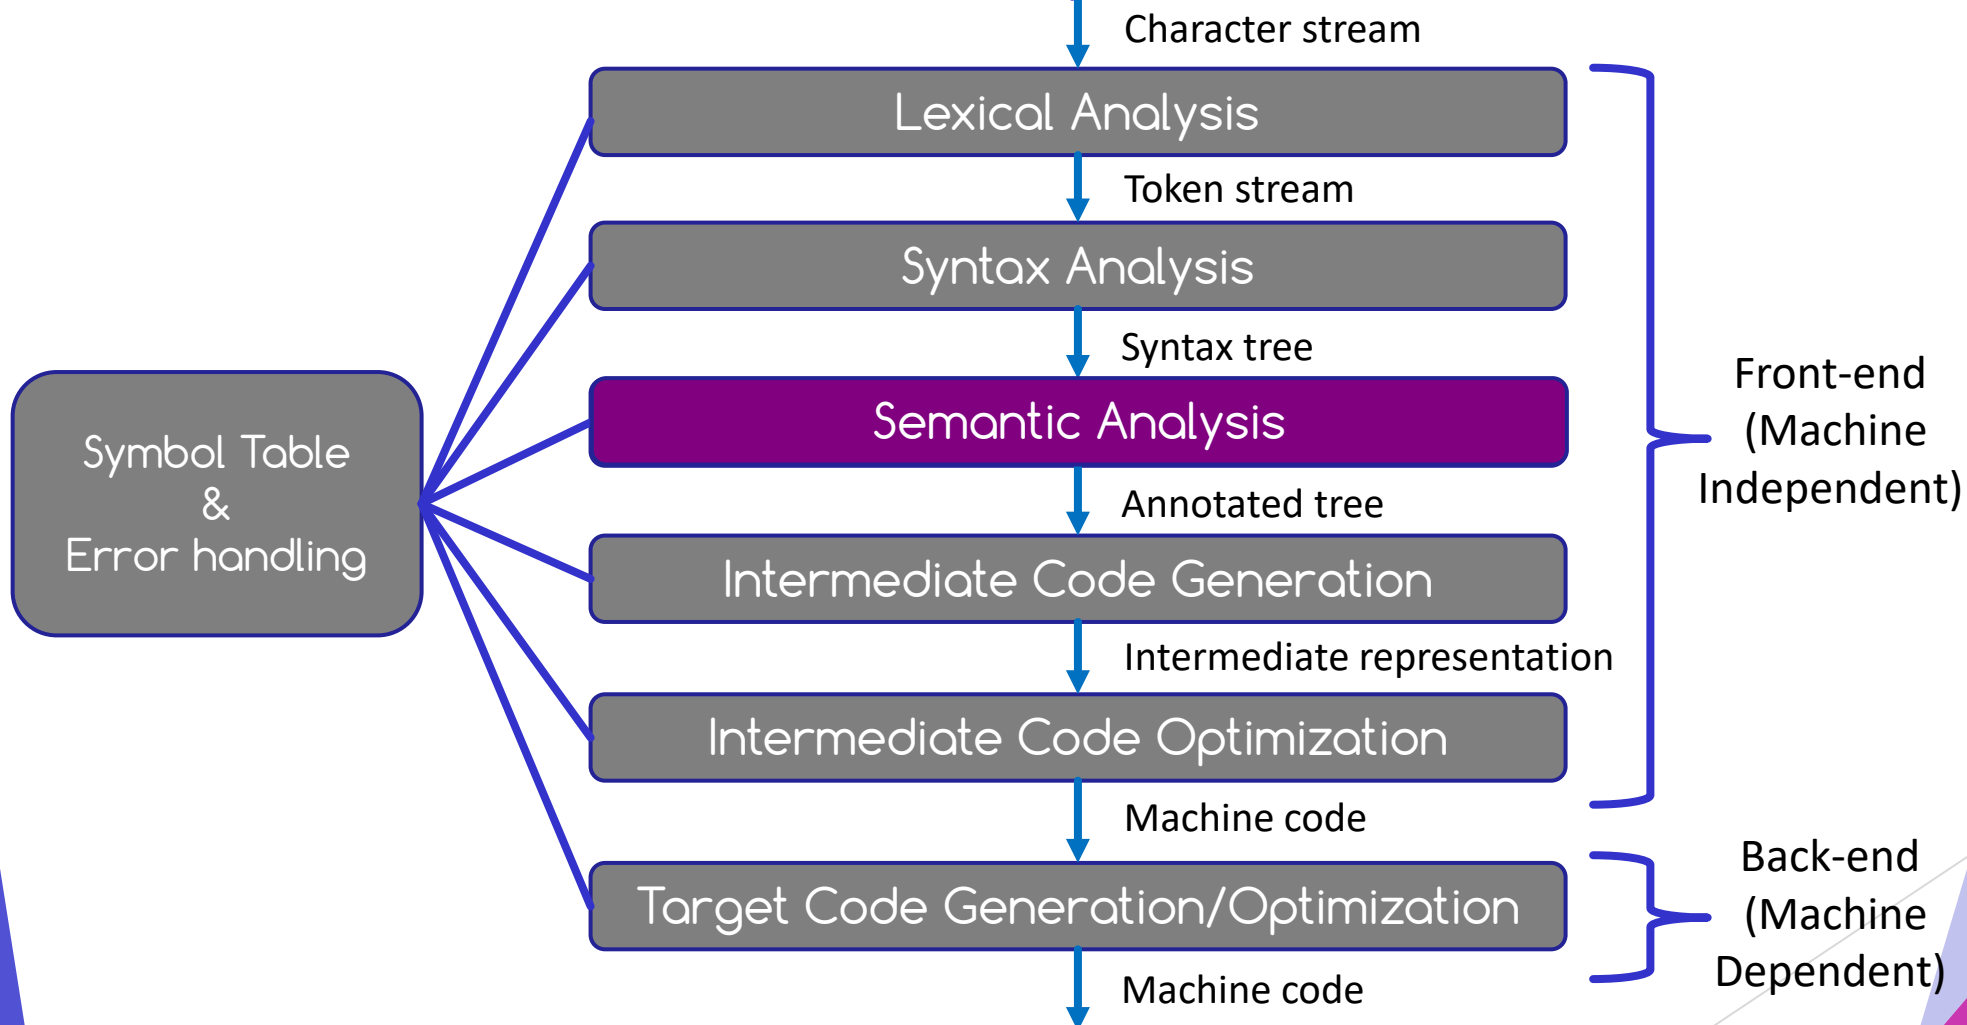 Character stream
Lexical Analysis
Token stream
Syntax Analysis
Syntax tree
Semantic Analysis
Annotated tree
Intermediate Code Generation
Intermediate representation
Intermediate Code Optimization
Machine code
Target Code Generation/Optimization
Machine code
Symbol Table
&
Error handling
Front-end
(Machine
Independent)
Back-end
(Machine
Dependent)